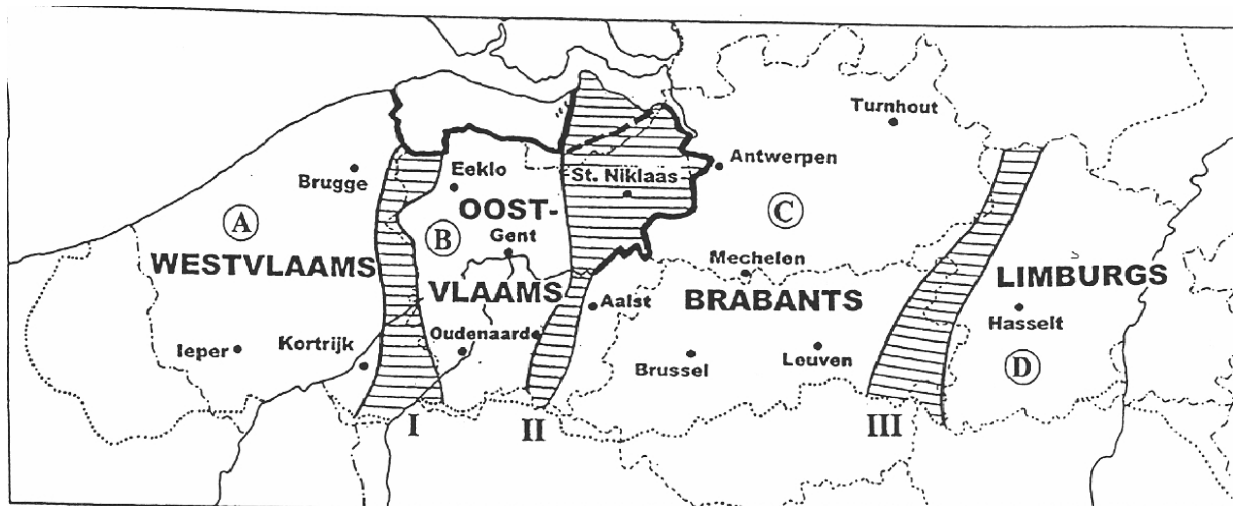 Turnhout
Antwerpen
Eeklo
Brugge
St. Niklaas
OOST-
A
B
C
Gent
Mechelen
WESTVLAAMS
VLAAMS
BRABANTS
LIMBURGS
Aalst
Hasselt
Oudenaard
Ieper
Kortrijk
Brussel
Leuven
D
I
II
III